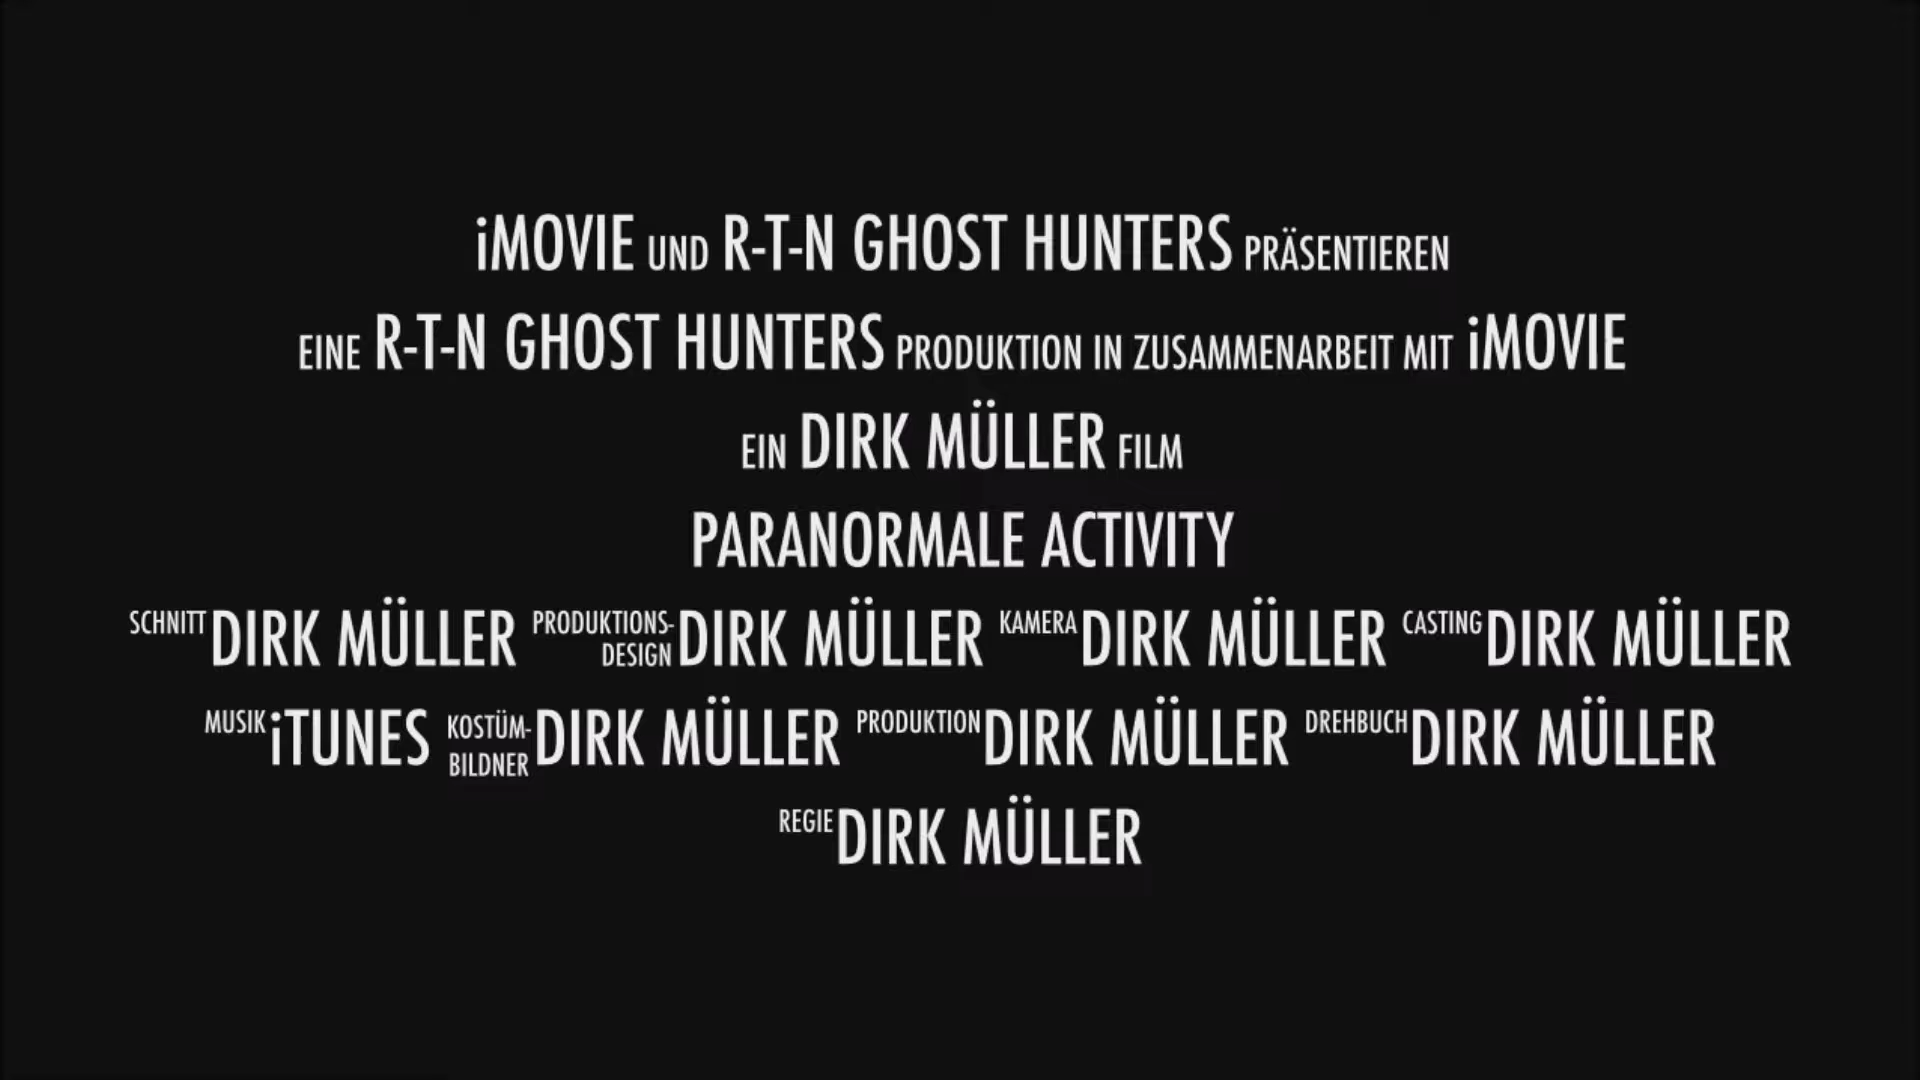 iMOVIE UND R-T-N GHOST HUNTERS PRÄSENTIEREN
EINE R-T-N GHOST HUNTERS PRODUKTION IN ZUSAMMENARBEIT MIT iMOVIE
EIN DIRK MÜLLER FILM
PARANORMALE ACTIVITY
SCHNITT DIRK MÜLLER PRODUKTIONS-DESIGN DIRK MÜLLER KAMERA DIRK MÜLLER CASTING DIRK MÜLLER
MUSIK iTUNES KOSTÜM-BILDNER DIRK MÜLLER PRODUKTION DIRK MÜLLER DREHBUCH DIRK MÜLLER
REGIE DIRK MÜLLER